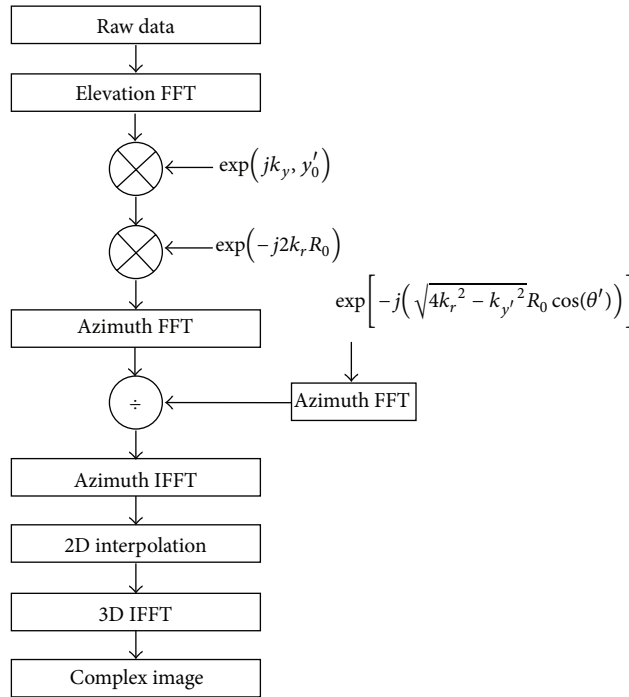 Raw data
Elevation FFT
exp(jk_y, y′_0)
exp(−j2k_r R_0)
exp[−j(√(4k_r² − k_y′²) R_0 cos(θ′))]
Azimuth FFT
Azimuth FFT
÷
Azimuth IFFT
2D interpolation
3D IFFT
Complex image